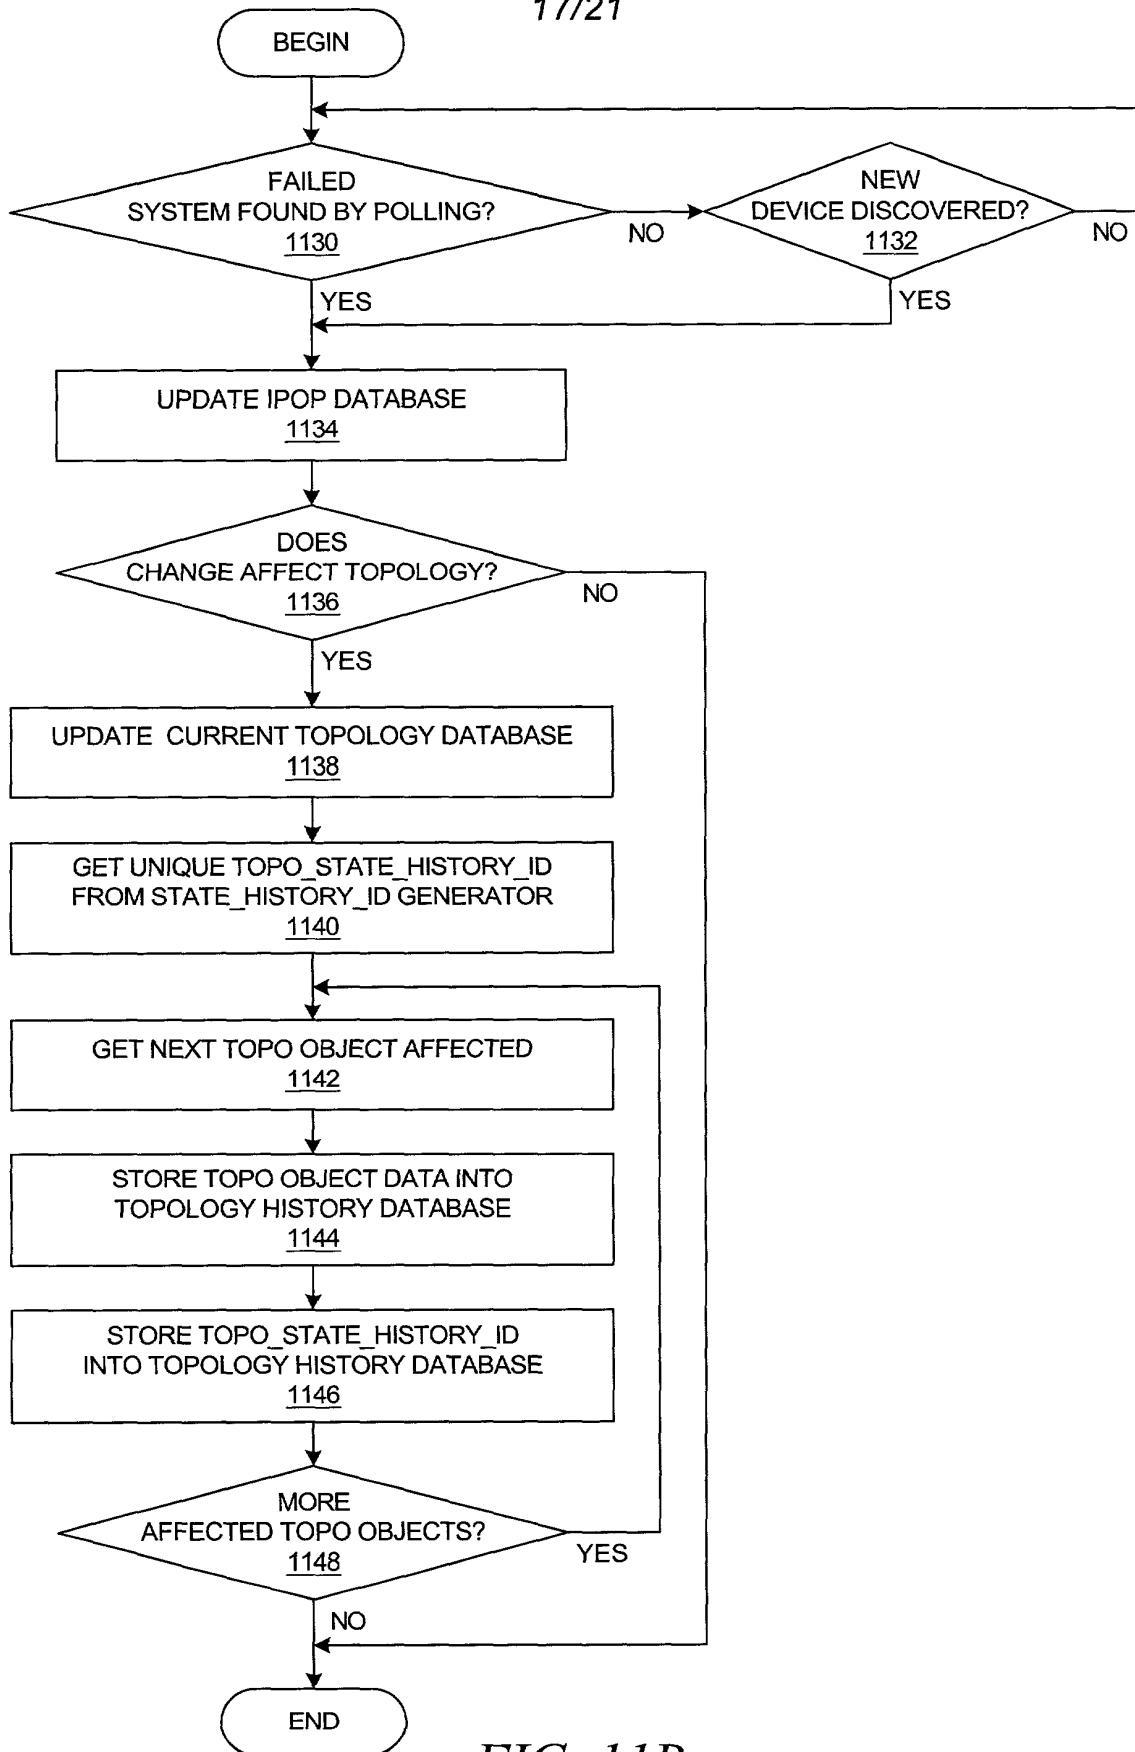 17/21
BEGIN
FAILED
SYSTEM FOUND BY POLLING?
1130
NO
NEW
DEVICE DISCOVERED?
1132
NO
YES
YES
UPDATE IPOP DATABASE
1134
DOES
CHANGE AFFECT TOPOLOGY?
1136
NO
YES
UPDATE CURRENT TOPOLOGY DATABASE
1138
GET UNIQUE TOPO_STATE_HISTORY_ID
FROM STATE_HISTORY_ID GENERATOR
1140
GET NEXT TOPO OBJECT AFFECTED
1142
STORE TOPO OBJECT DATA INTO
TOPOLOGY HISTORY DATABASE
1144
STORE TOPO_STATE_HISTORY_ID
INTO TOPOLOGY HISTORY DATABASE
1146
MORE
AFFECTED TOPO OBJECTS?
1148
YES
NO
END
FIG. 11B